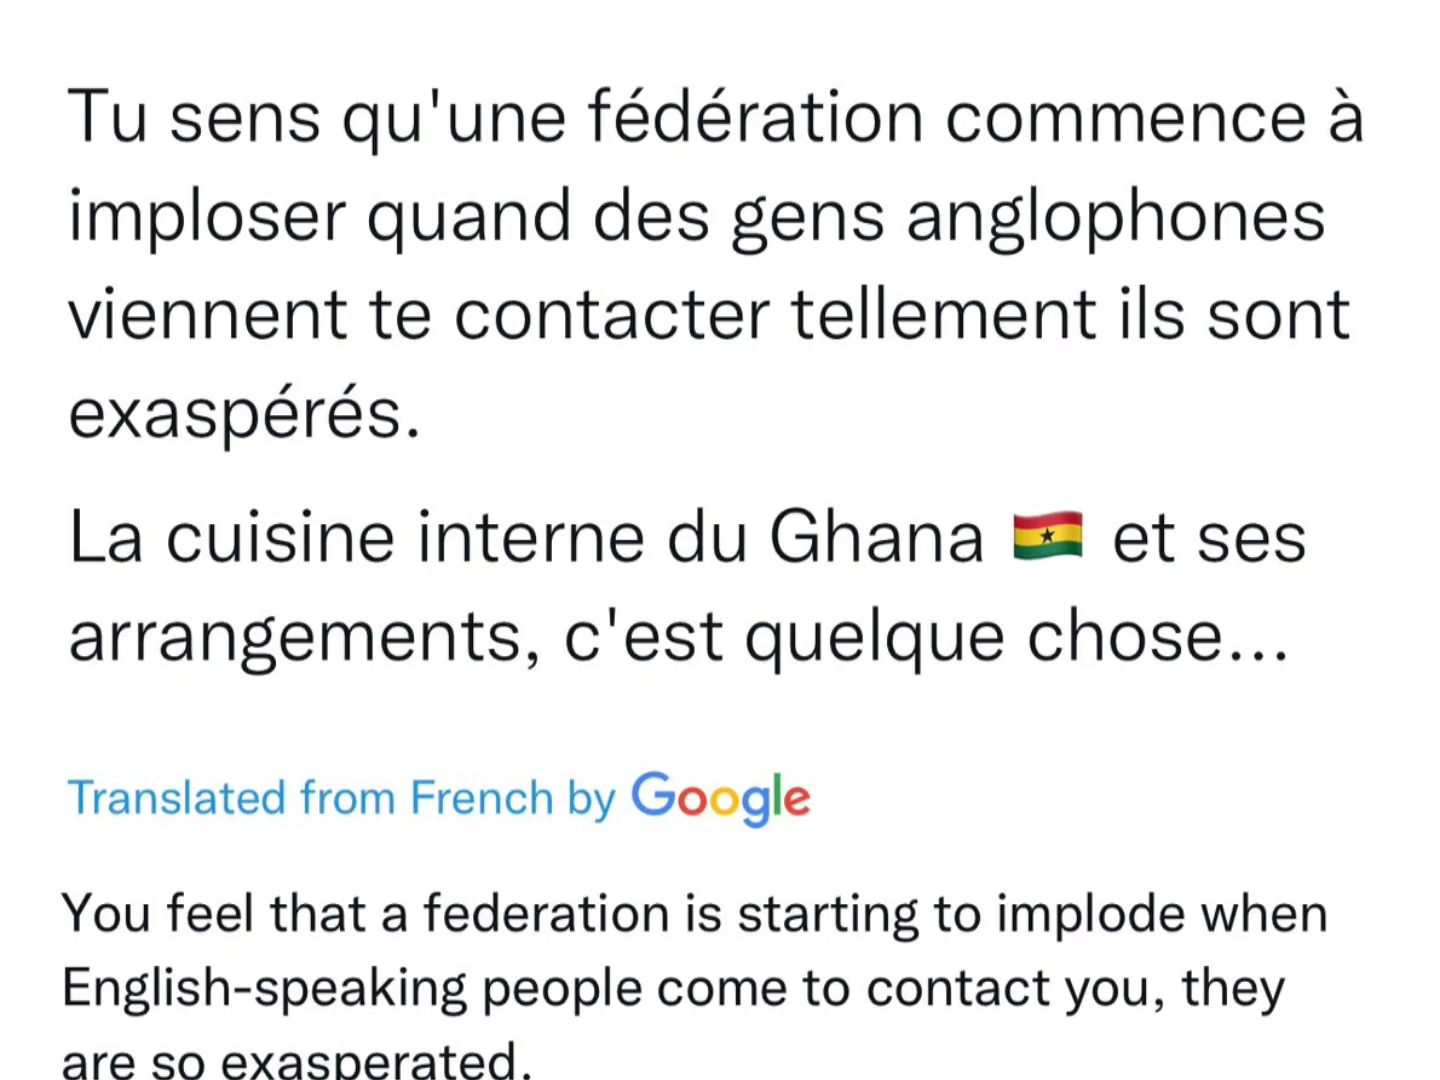 Tu sens qu'une fédération commence à
imploser quand des gens anglophones
viennent te contacter tellement ils sont
exaspérés.
La cuisine interne du Ghana 🇬🇭 et ses
arrangements, c'est quelque chose...
Translated from French by Google
You feel that a federation is starting to implode when
English-speaking people come to contact you, they
are so exasperated.